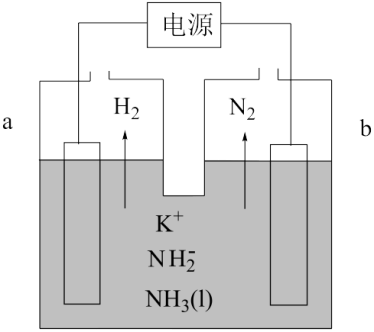 电源
H₂ N₂
a b
K⁺
NH₂⁻
NH₃(l)